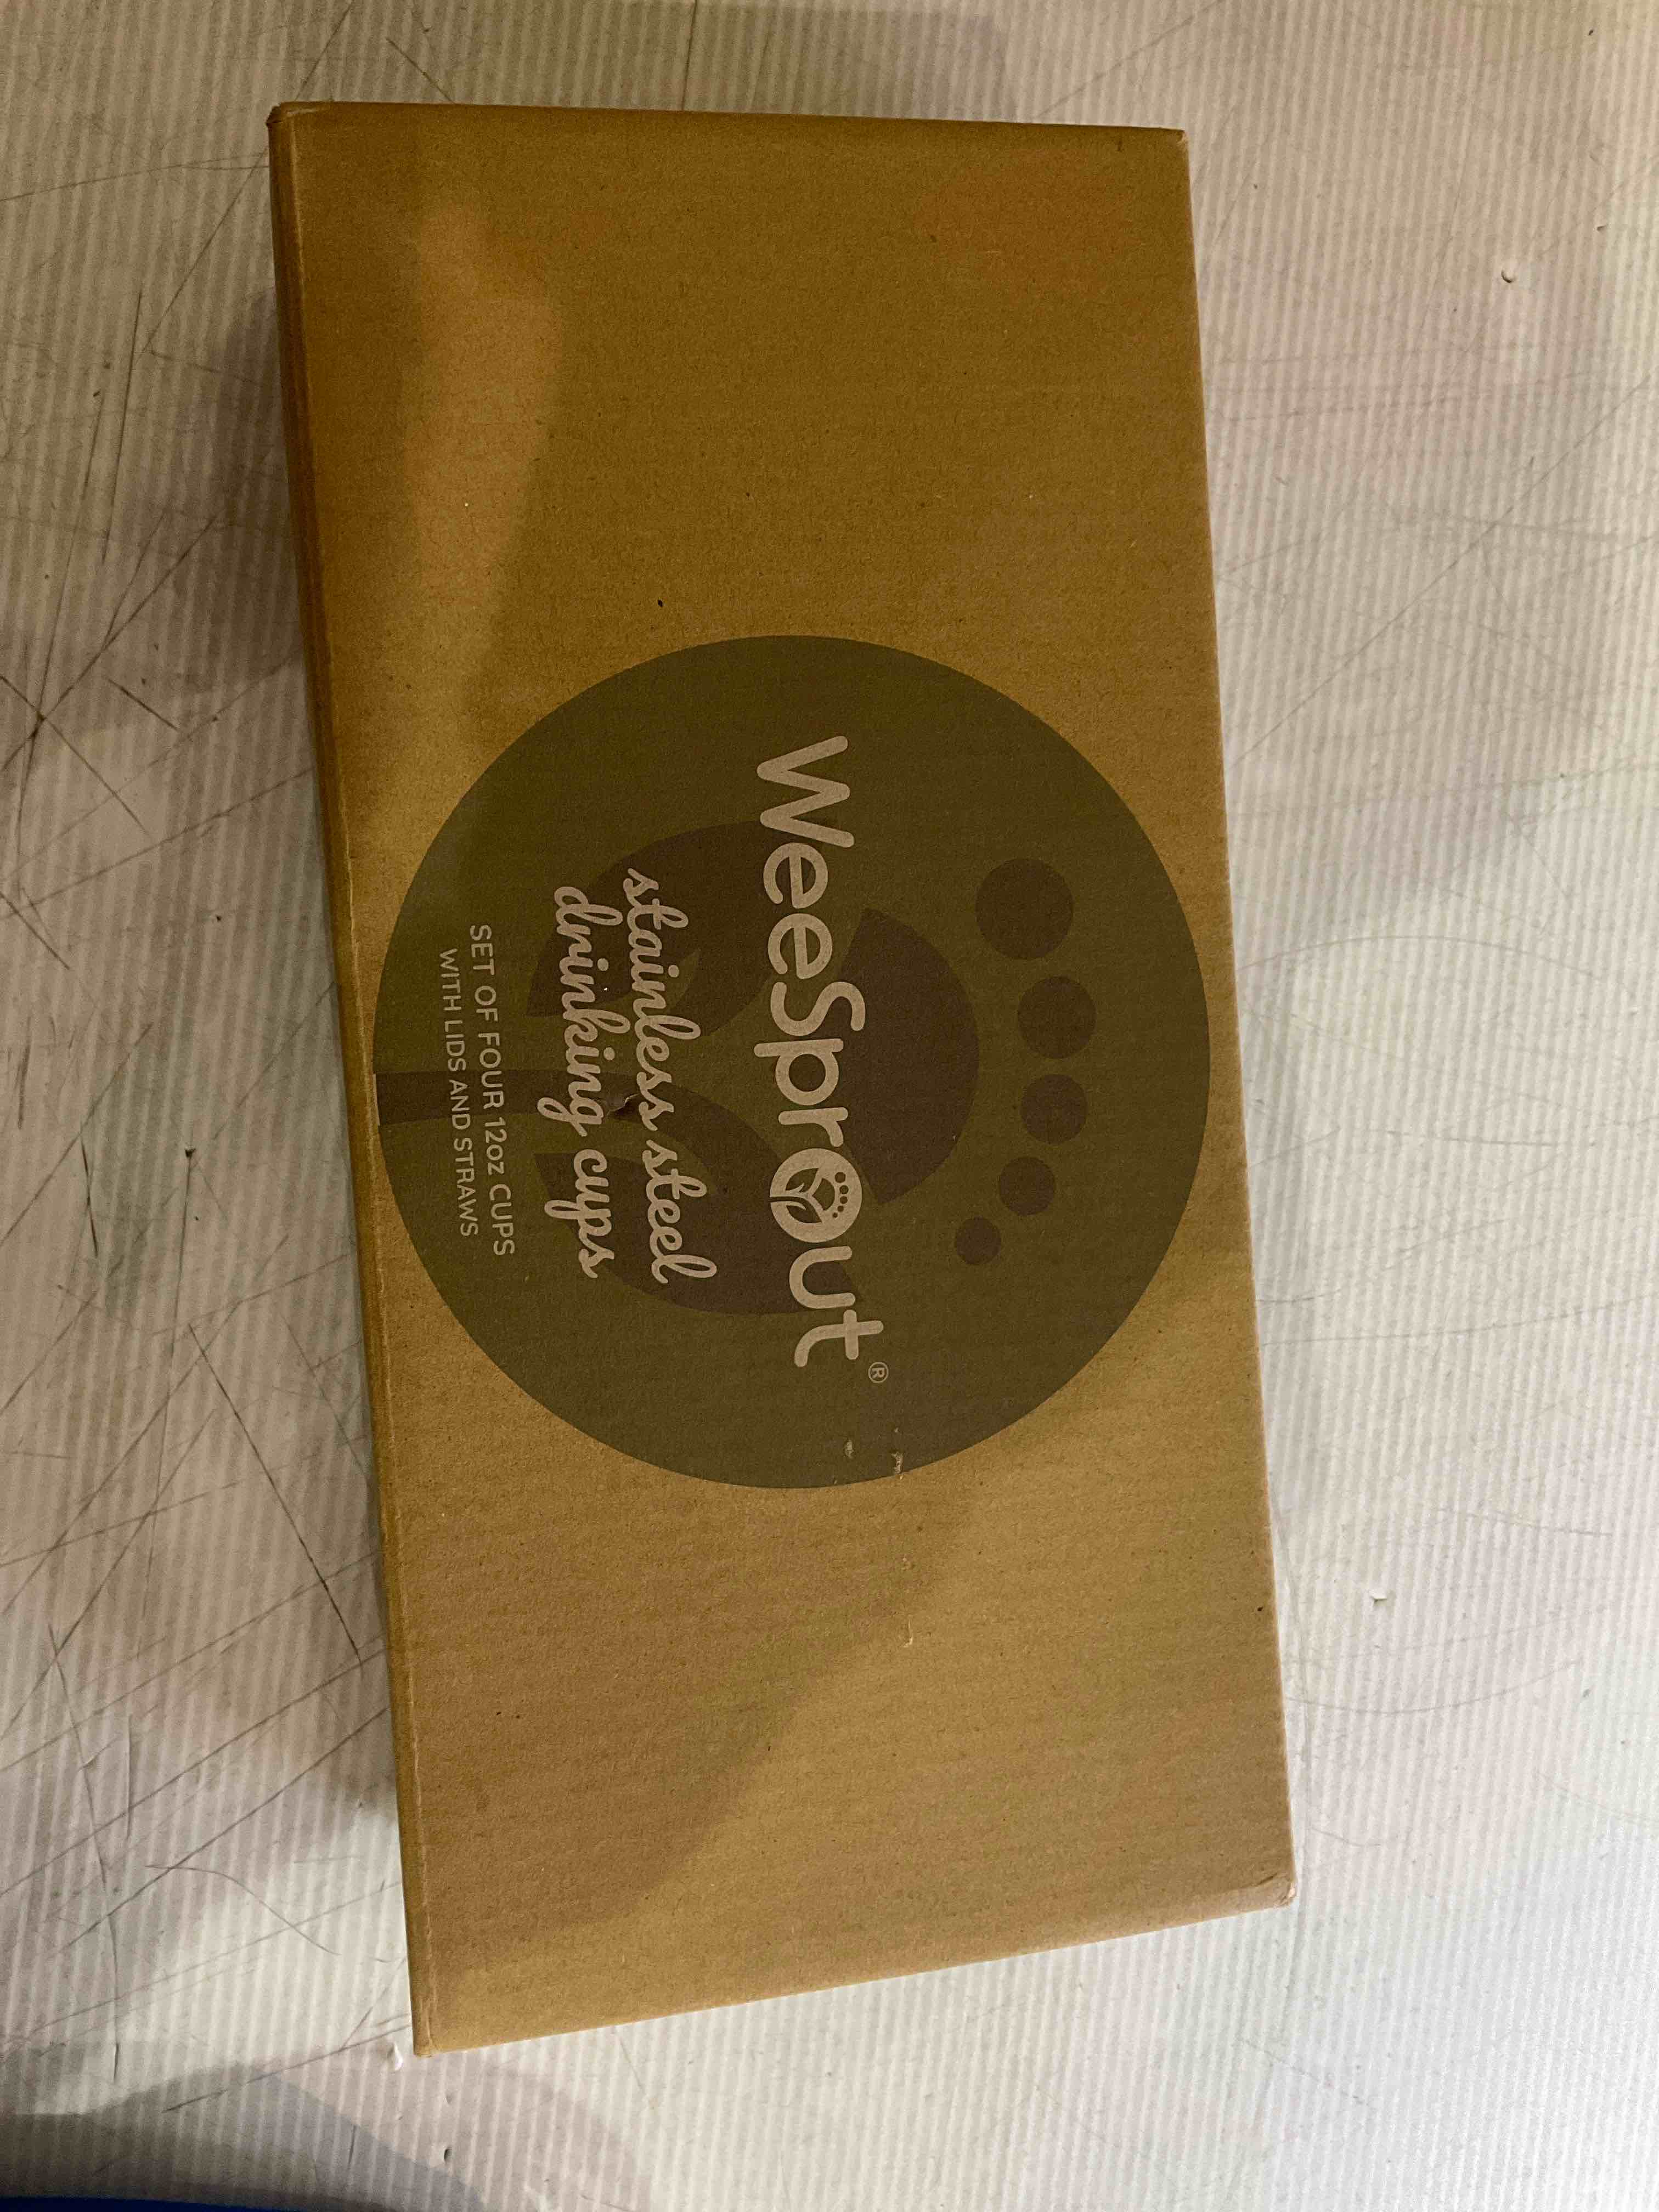 WeeSprout®
stainless steel
drinking cups
SET OF FOUR 12oz CUPS
WITH LIDS AND STRAWS